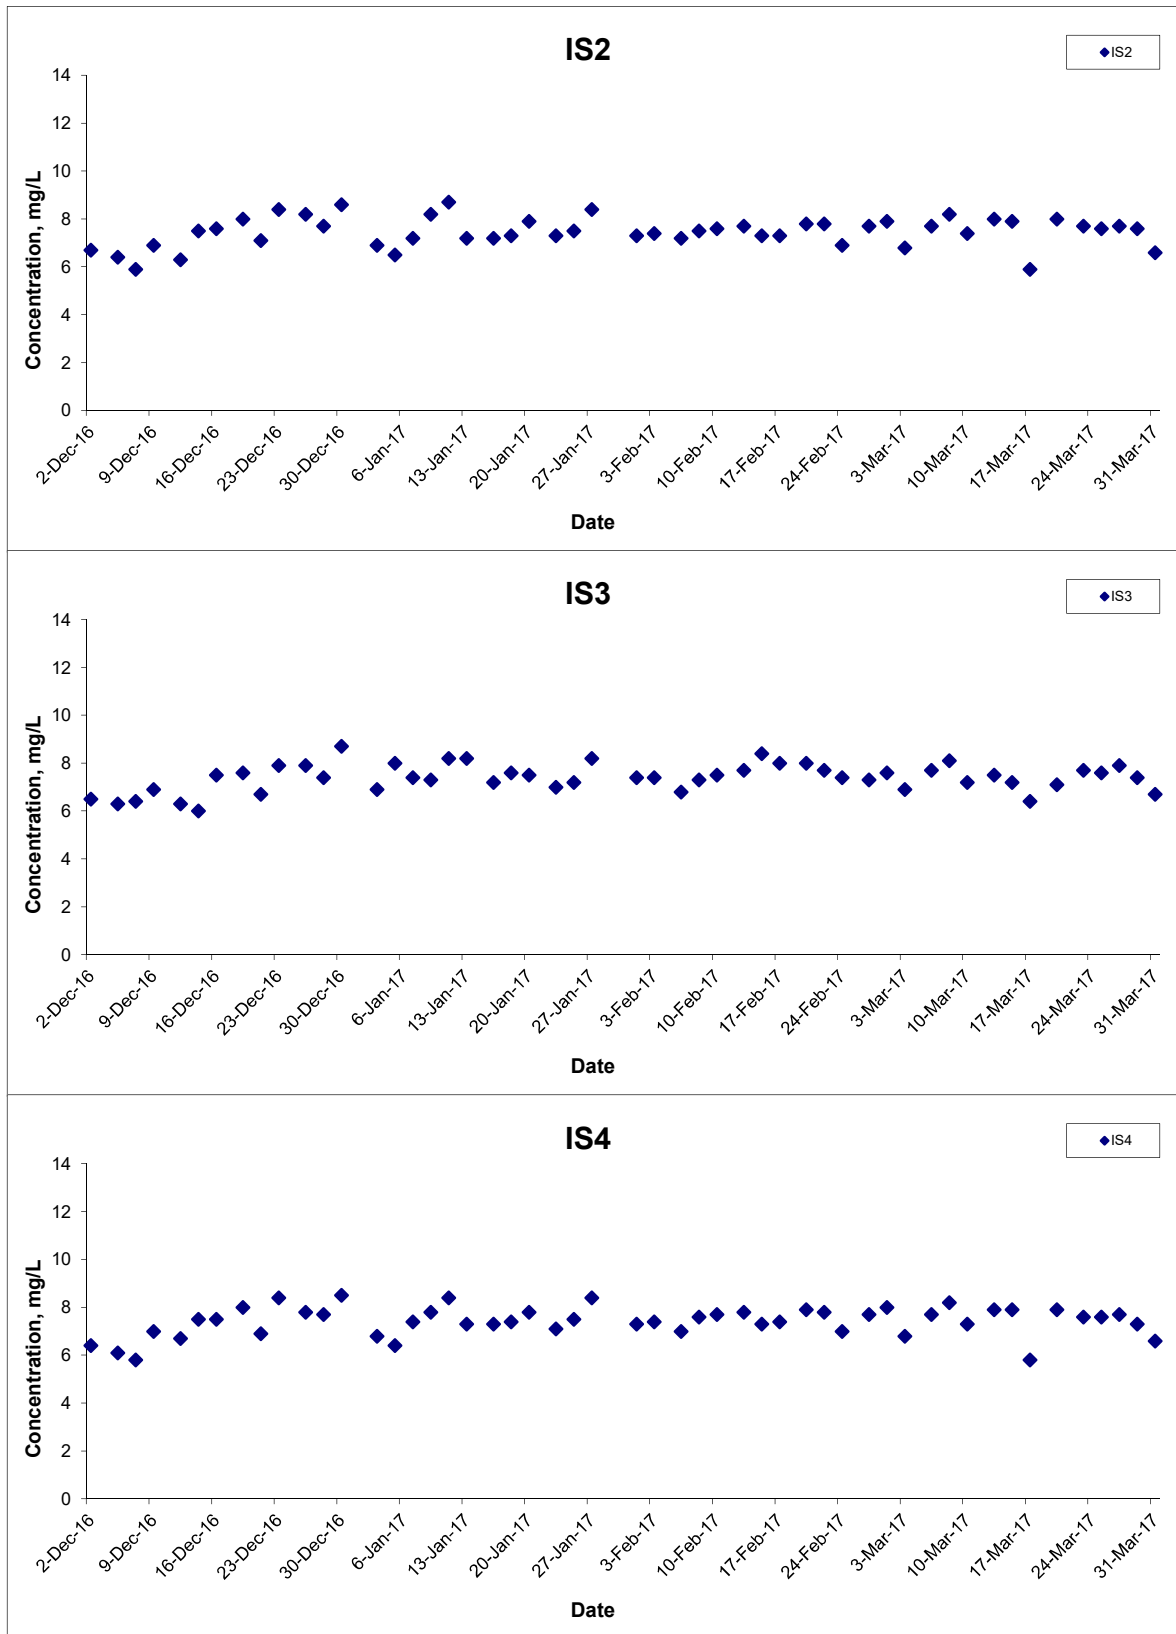 IS2
IS2
14
12
10
8
6
4
2
0
Concentration, mg/L
2-Dec-16
9-Dec-16
16-Dec-16
23-Dec-16
30-Dec-16
6-Jan-17
13-Jan-17
20-Jan-17
27-Jan-17
3-Feb-17
10-Feb-17
17-Feb-17
24-Feb-17
3-Mar-17
10-Mar-17
17-Mar-17
24-Mar-17
31-Mar-17
Date
IS3
IS3
14
12
10
8
6
4
2
0
Concentration, mg/L
2-Dec-16
9-Dec-16
16-Dec-16
23-Dec-16
30-Dec-16
6-Jan-17
13-Jan-17
20-Jan-17
27-Jan-17
3-Feb-17
10-Feb-17
17-Feb-17
24-Feb-17
3-Mar-17
10-Mar-17
17-Mar-17
24-Mar-17
31-Mar-17
Date
IS4
IS4
14
12
10
8
6
4
2
0
Concentration, mg/L
2-Dec-16
9-Dec-16
16-Dec-16
23-Dec-16
30-Dec-16
6-Jan-17
13-Jan-17
20-Jan-17
27-Jan-17
3-Feb-17
10-Feb-17
17-Feb-17
24-Feb-17
3-Mar-17
10-Mar-17
17-Mar-17
24-Mar-17
31-Mar-17
Date